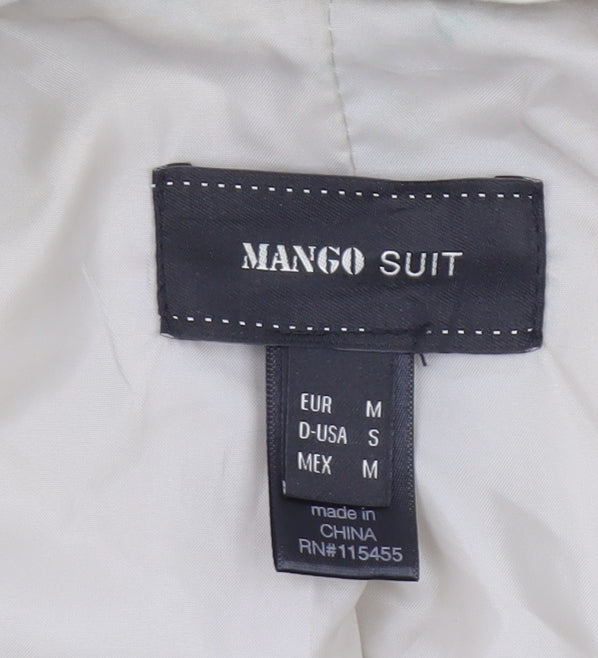 MANGO SUIT
EUR M
D-USA S
MEX M
made in
CHINA
RN#115455